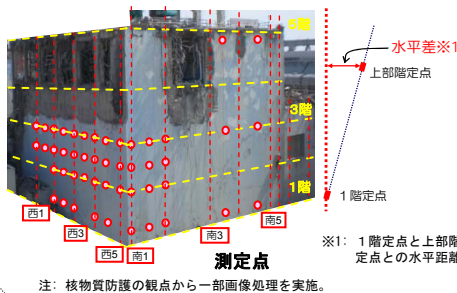 5階
3階
1階
西1
西3
西5
南1
南3
南5
測定点
水平差※1
上部階定点
1階定点
※1: 1階定点と上部階
定点との水平距離
注: 核物質防護の観点から一部画像処理を実施。